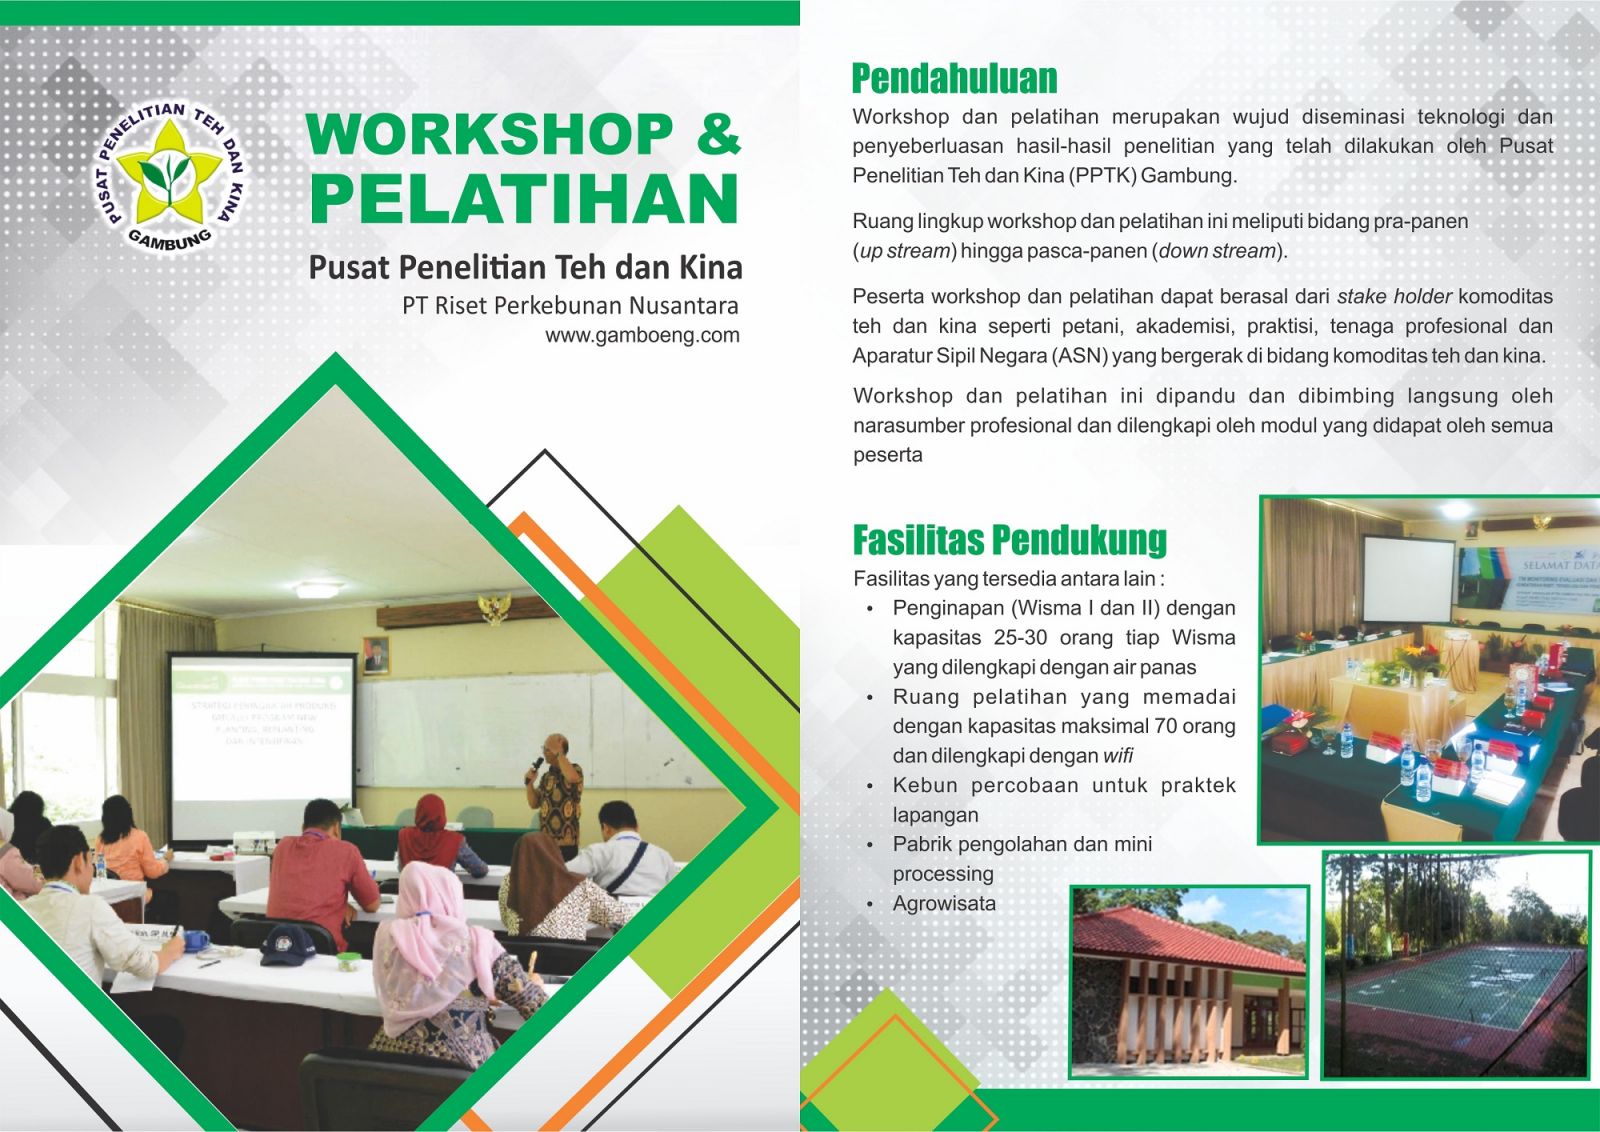 PUSAT PENELITIAN TEH DAN KINA
GAMBUNG
WORKSHOP &
PELATIHAN
Pusat Penelitian Teh dan Kina
PT Riset Perkebunan Nusantara
www.gamboeng.com
PLANTING, REPLANTING
DAN INTENSIFIKASI
Pendahuluan
Workshop dan pelatihan merupakan wujud diseminasi teknologi dan
penyeberluasan hasil-hasil penelitian yang telah dilakukan oleh Pusat
Penelitian Teh dan Kina (PPTK) Gambung.
Ruang lingkup workshop dan pelatihan ini meliputi bidang pra-panen
(up stream) hingga pasca-panen (down stream).
Peserta workshop dan pelatihan dapat berasal dari stake holder komoditas
teh dan kina seperti petani, akademisi, praktisi, tenaga profesional dan
Aparatur Sipil Negara (ASN) yang bergerak di bidang komoditas teh dan kina.
Workshop dan pelatihan ini dipandu dan dibimbing langsung oleh
narasumber profesional dan dilengkapi oleh modul yang didapat oleh semua
peserta
Fasilitas Pendukung
Fasilitas yang tersedia antara lain :
• Penginapan (Wisma I dan II) dengan
kapasitas 25-30 orang tiap Wisma
yang dilengkapi dengan air panas
• Ruang pelatihan yang memadai
dengan kapasitas maksimal 70 orang
dan dilengkapi dengan wifi
• Kebun percobaan untuk praktek
lapangan
• Pabrik pengolahan dan mini
processing
• Agrowisata
SELAMAT DATA